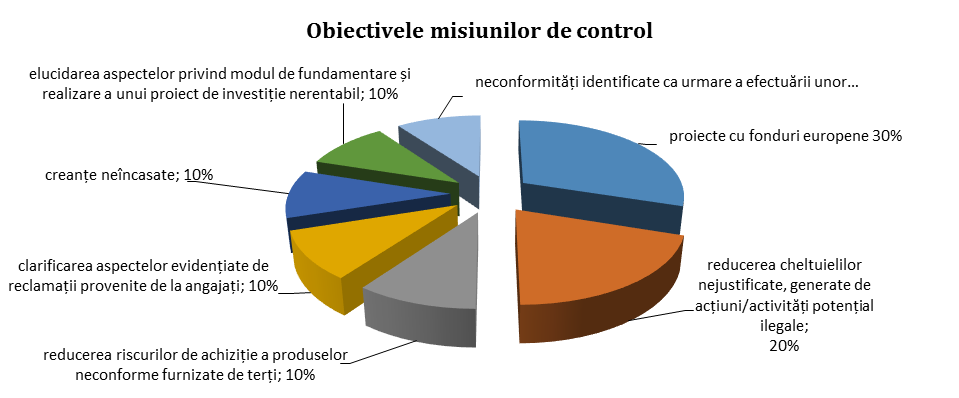 Obiectivele misiunilor de control
elucidarea aspectelor privind modul de fundamentare și
realizare a unui proiect de investiție nerentabil; 10%
neconformități identificate ca urmare a efectuării unor...
proiecte cu fonduri europene 30%
creanțe neîncasate; 10%
clarificarea aspectelor evidențiate de
reclamații provenite de la angajați; 10%
reducerea cheltuielilor
nejustificate, generate de
acțiuni/activități potențial
ilegale;
20%
reducerea riscurilor de achiziție a produselor
neconforme furnizate de terți; 10%